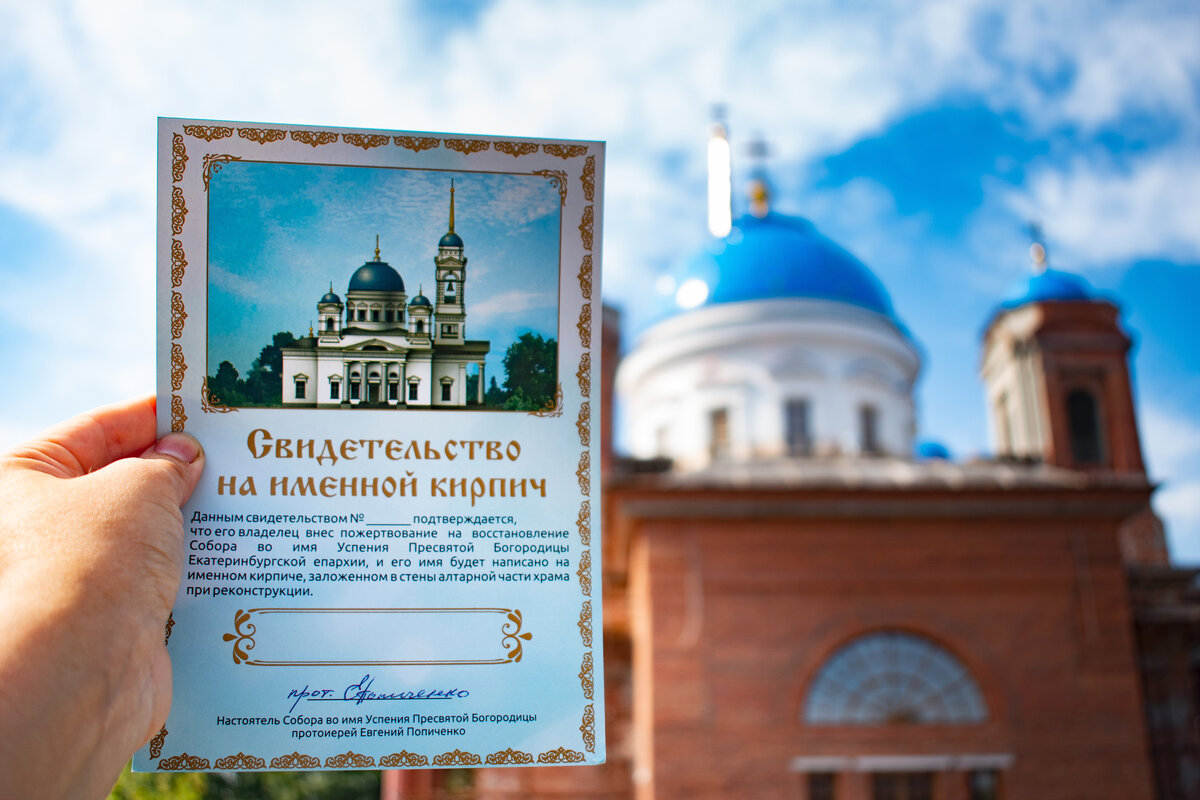 Свидетельство
на именной кирпич
Данным свидетельством № ______ подтверждается,
что его владелец внес пожертвование на восстановление
Собора во имя Успения Пресвятой Богородицы
Екатеринбургской епархии, и его имя будет написано на
именном кирпиче, заложенном в стены алтарной части храма
при реконструкции.
прот. ЕПопиченко
Настоятель Собора во имя Успения Пресвятой Богородицы
протоиерей Евгений Попиченко